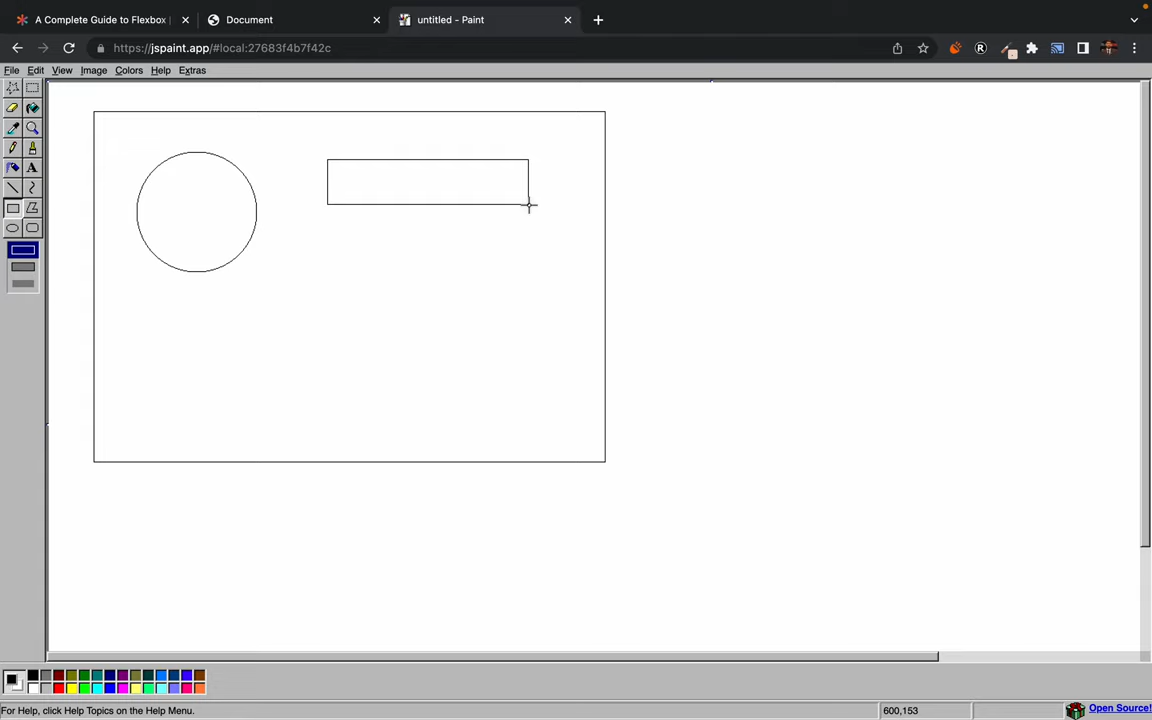 A Complete Guide to Flexbox |
Document
untitled - Paint
https://jspaint.app/#local:27683f4b7f42c
File Edit View Image Colors Help Extras
A
For Help, click Help Topics on the Help Menu.
600,153
Open Source!